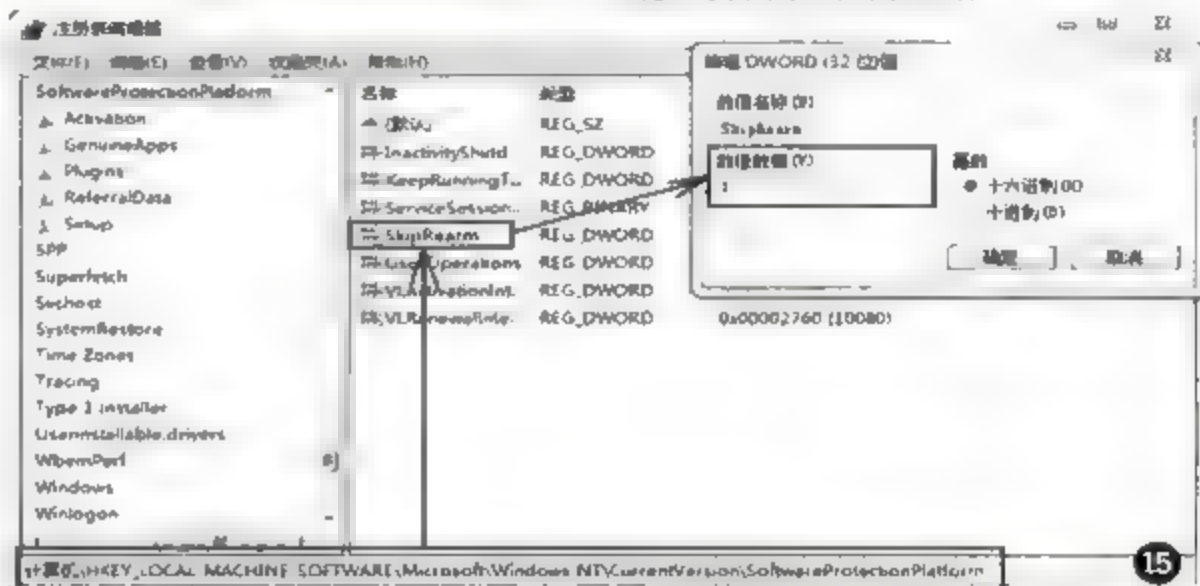 注册表编辑器
文件(F) 编辑(E) 查看(V) 收藏夹(A) 帮助(H)
SoftwareProtectionPlatform
Activation
GenuineApps
Plugins
ReferralData
Setup
SPP
Superfetch
Svchost
SystemRestore
Time Zones
Tracing
Type 1 Installer
Userinstallable.drivers
WbemPerf
Windows
Winlogon
名称 类型
(默认) REG_SZ
InactivityShutd REG_DWORD
KeepRunningT... REG_DWORD
ServiceSession... REG_BINARY
SkipRearm REG_DWORD
UserOperations REG_DWORD
VLActivationInt... REG_DWORD
VLRenewalInte... REG_DWORD 0x00002760 (10080)
编辑 DWORD (32 位)值
数值名称(N)
SkipRearm
数值数据(V)
1
基数
十六进制(H)
十进制(D)
确定 取消
计算机\HKEY_LOCAL_MACHINE\SOFTWARE\Microsoft\Windows NT\CurrentVersion\SoftwareProtectionPlatform
15